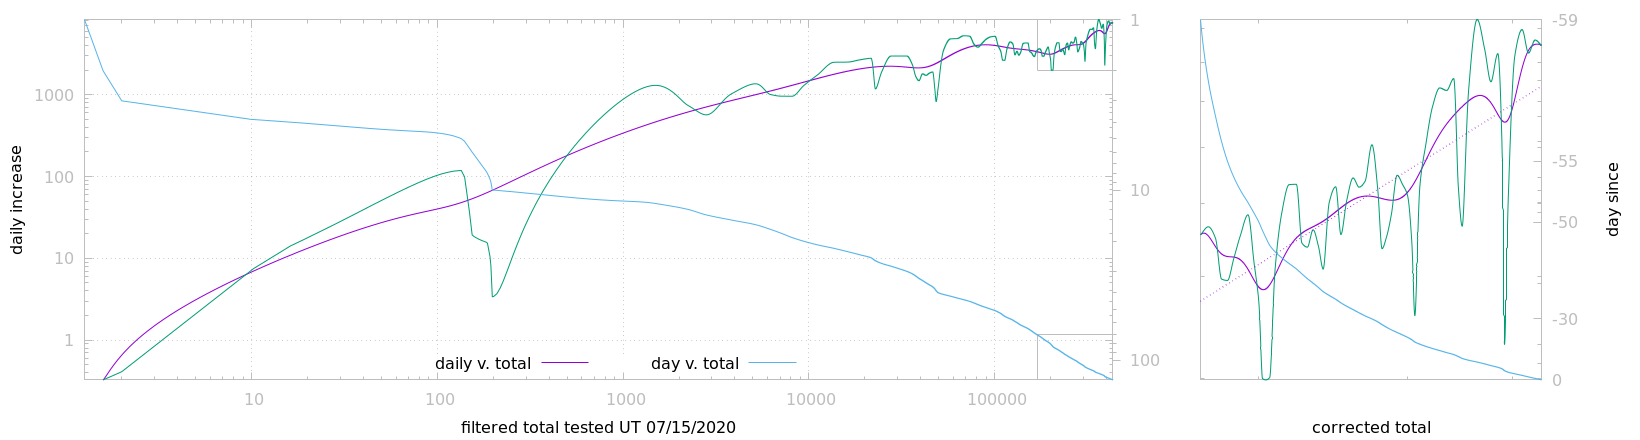 1000
100
10
1
daily increase
10
100
1000
10000
100000
filtered total tested UT 07/15/2020
daily v. total
day v. total
1
10
100
-59
-55
-50
-30
0
day since
corrected total